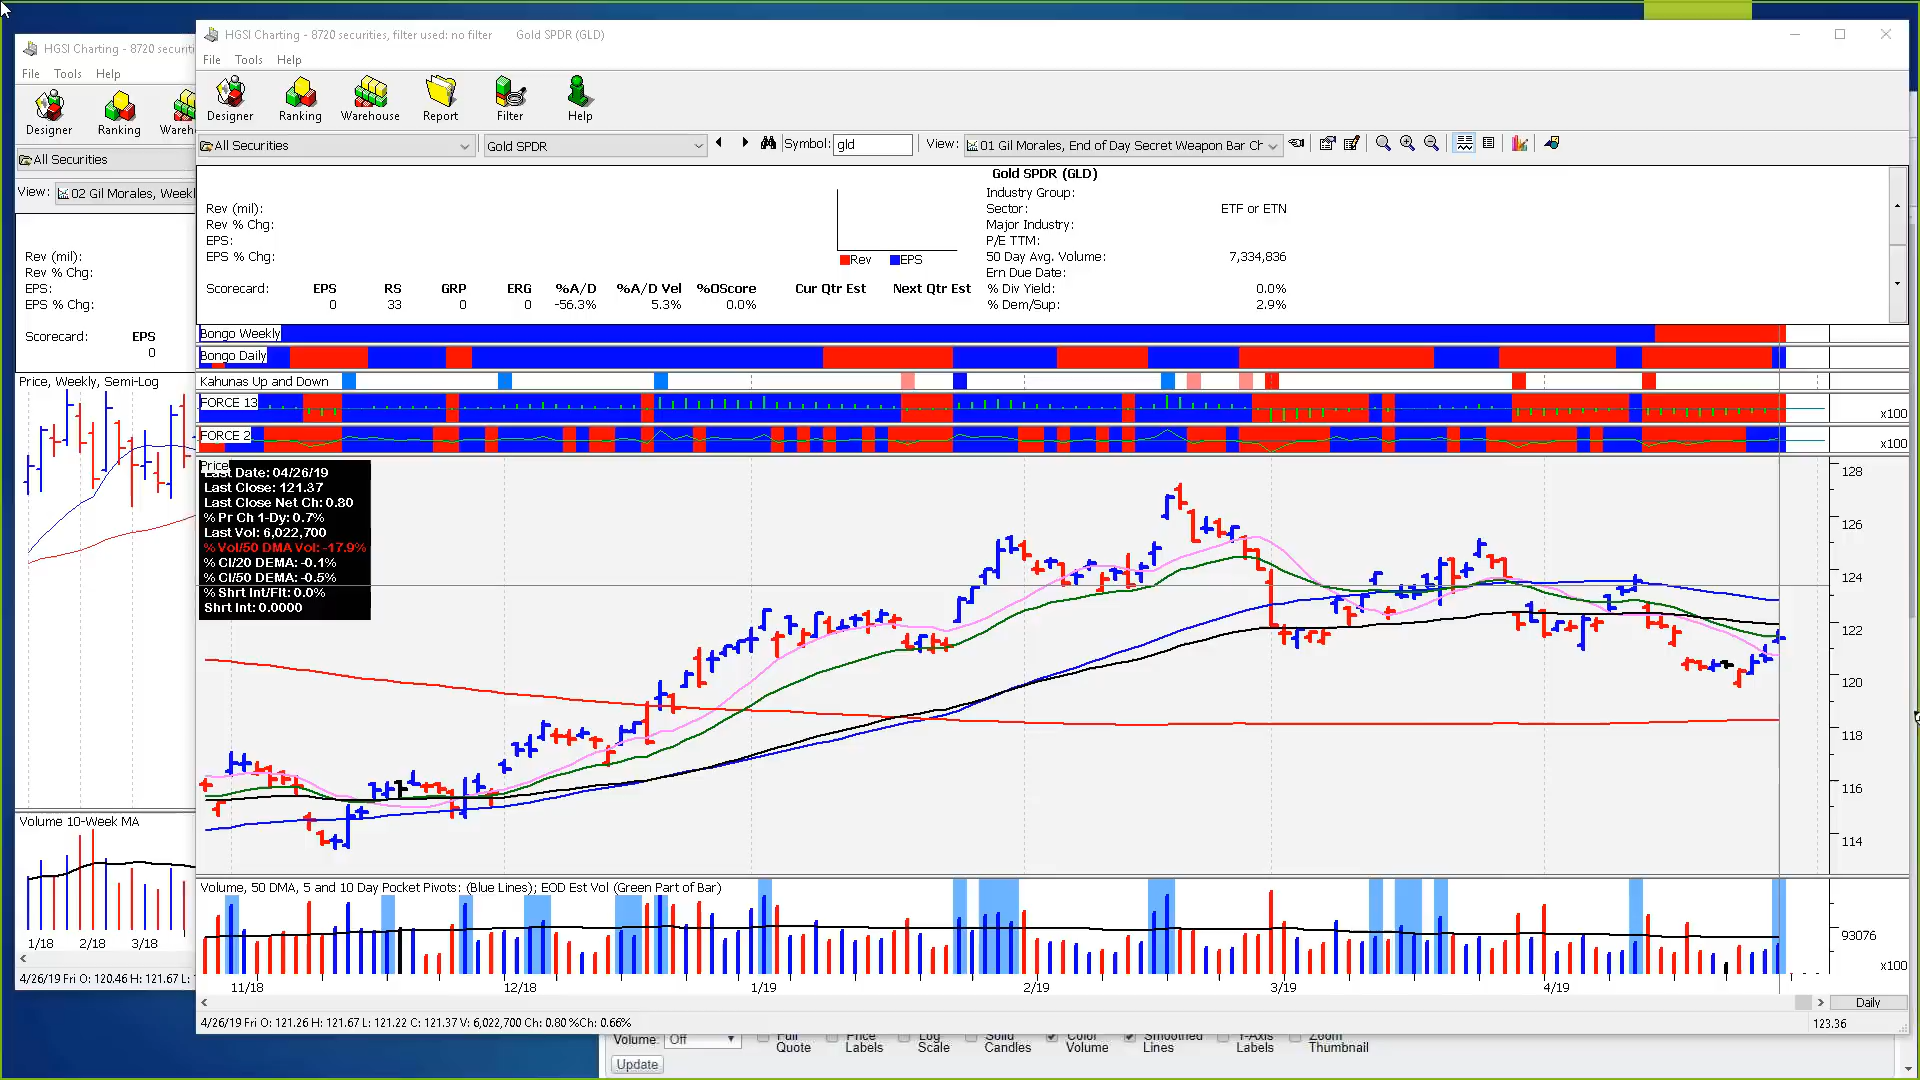 HGSI Charting - 8720 securiti
File Tools Help
Designer Ranking Wareh
All Securities
View: 02 Gil Morales, Weekl
Rev (mil):
Rev % Chg:
EPS:
EPS % Chg:
Scorecard: EPS
0
Price, Weekly, Semi-Log
Volume 10-Week MA
1/18 2/18 3/18
4/26/19 Fri O: 120.46 H: 121.67 L: 1
HGSI Charting - 8720 securities, filter used: no filter Gold SPDR (GLD)
File Tools Help
Designer Ranking Warehouse Report Filter Help
All Securities Gold SPDR Symbol: gld View: 01 Gil Morales, End of Day Secret Weapon Bar Ch
Gold SPDR (GLD)
Industry Group:
Rev (mil): Sector: ETF or ETN
Rev % Chg: Major Industry:
EPS: P/E TTM:
EPS % Chg: Rev EPS 50 Day Avg. Volume: 7,334,836
Ern Due Date:
Scorecard: EPS RS GRP ERG %A/D %A/D Vel %OScore Cur Qtr Est Next Qtr Est % Div Yield: 0.0%
0 33 0 0 -56.3% 5.3% 0.0% % Dem/Sup: 2.9%
Bongo Weekly
Bongo Daily
Kahunas Up and Down
FORCE 13 x100
FORCE 2 x100
Price
Last Date: 04/26/19
Last Close: 121.37
Last Close Net Ch: 0.80
% Pr Ch 1-Dy: 0.7%
Last Vol: 6,022,700
% Vol/50 DMA Vol: -17.9%
% Cl/20 DEMA: -0.1%
% Cl/50 DEMA: -0.5%
% Shrt Int/Flt: 0.0%
Shrt Int: 0.0000
128
126
124
122
120
118
116
114
Volume, 50 DMA, 5 and 10 Day Pocket Pivots: (Blue Lines); EOD Est Vol (Green Part of Bar)
93076
x100
11/18 12/18 1/19 2/19 3/19 4/19
Daily
4/26/19 Fri O: 121.26 H: 121.67 L: 121.22 C: 121.37 V: 6,022,700 Ch: 0.80 %Ch: 0.66% 123.36
Volume: Off Full Quote Price Labels Log Scale Solid Candles Color Volume Smoothed Lines Y-Axis Labels Zoom Thumbnail
Update